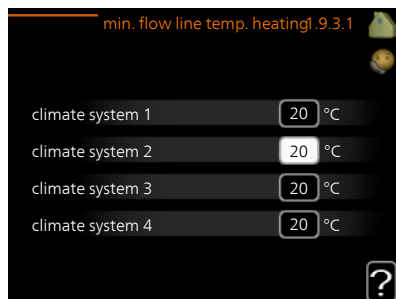 min. flow line temp. heating1.9.3.1
climate system 1 20 °C
climate system 2 20 °C
climate system 3 20 °C
climate system 4 20 °C
?